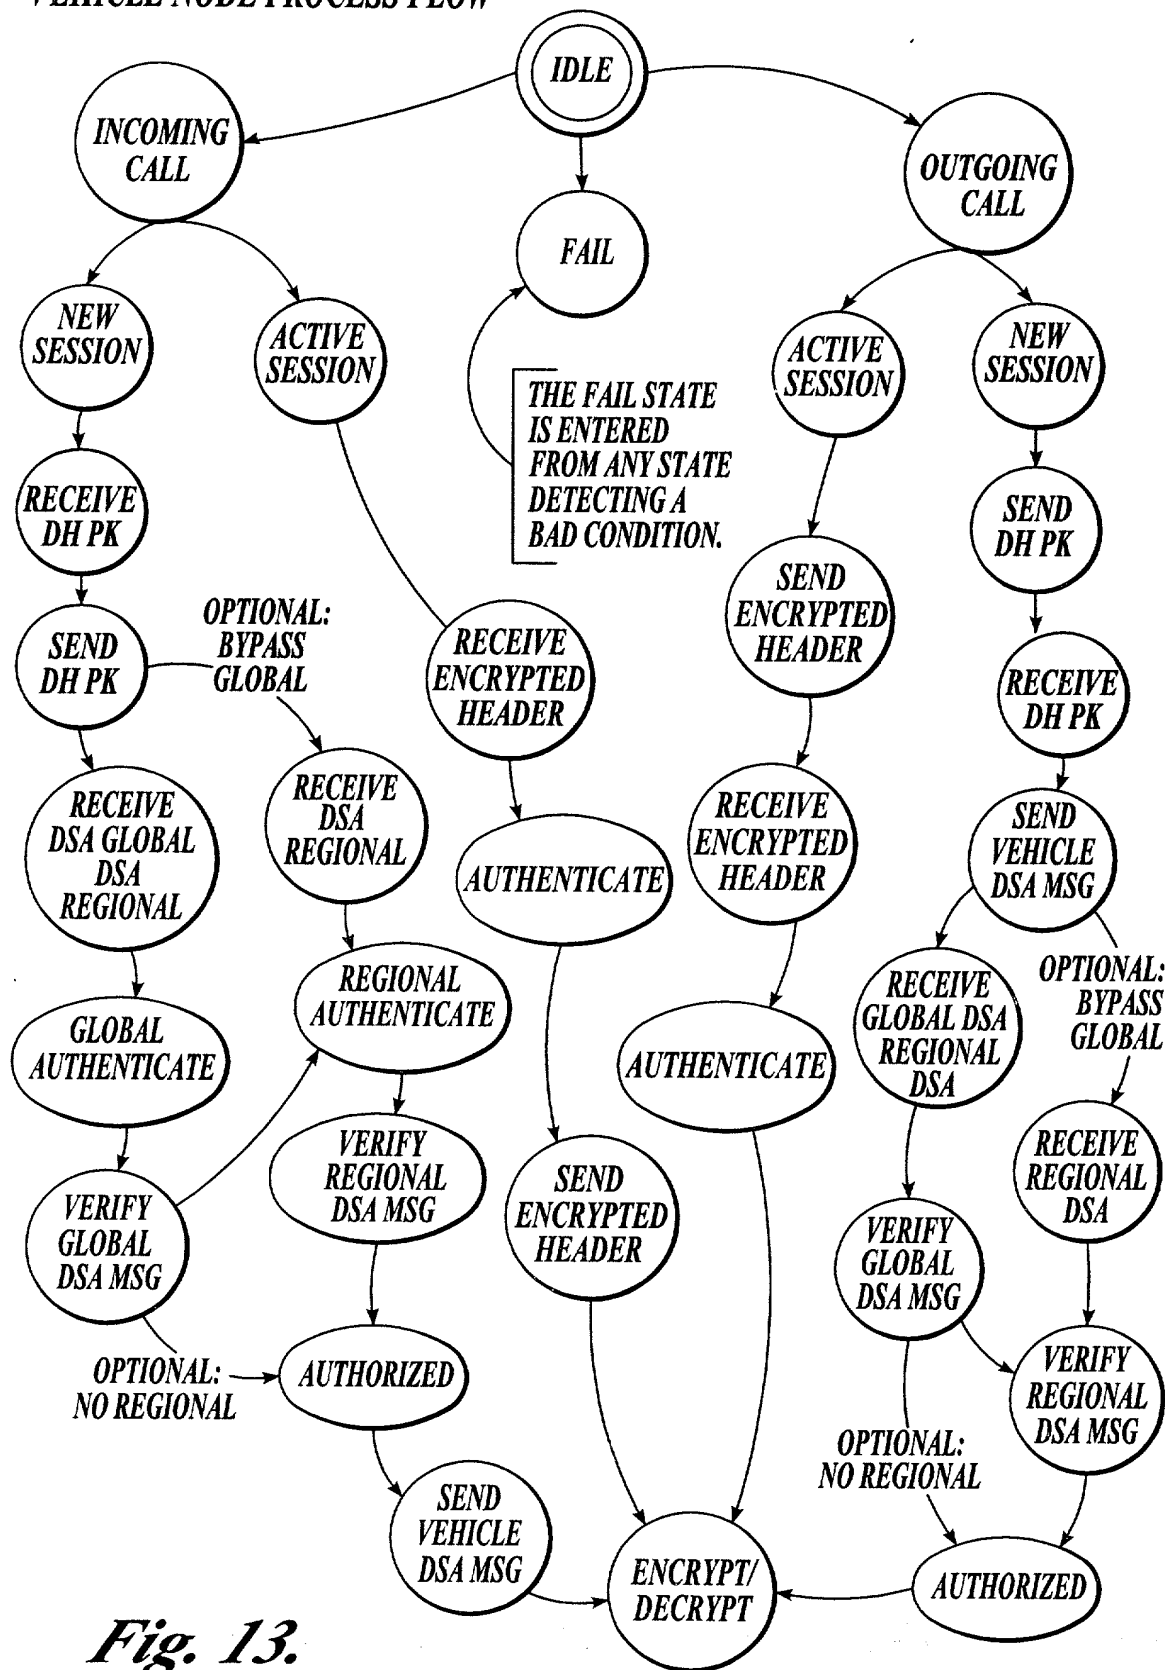 VEHICLE NODE PROCESS FLOW
IDLE
INCOMING
CALL
OUTGOING
CALL
FAIL
NEW
SESSION
ACTIVE
SESSION
THE FAIL STATE
IS ENTERED
FROM ANY STATE
DETECTING A
BAD CONDITION.
ACTIVE
SESSION
NEW
SESSION
RECEIVE
DH PK
SEND
DH PK
SEND
DH PK
OPTIONAL:
BYPASS
GLOBAL
RECEIVE
ENCRYPTED
HEADER
SEND
ENCRYPTED
HEADER
RECEIVE
DH PK
RECEIVE
DSA GLOBAL
DSA
REGIONAL
RECEIVE
DSA
REGIONAL
AUTHENTICATE
RECEIVE
ENCRYPTED
HEADER
SEND
VEHICLE
DSA MSG
GLOBAL
AUTHENTICATE
REGIONAL
AUTHENTICATE
AUTHENTICATE
RECEIVE
GLOBAL DSA
REGIONAL
DSA
OPTIONAL:
BYPASS
GLOBAL
VERIFY
GLOBAL
DSA MSG
VERIFY
REGIONAL
DSA MSG
SEND
ENCRYPTED
HEADER
VERIFY
GLOBAL
DSA MSG
RECEIVE
REGIONAL
DSA
OPTIONAL:
NO REGIONAL
AUTHORIZED
OPTIONAL:
NO REGIONAL
VERIFY
REGIONAL
DSA MSG
SEND
VEHICLE
DSA MSG
ENCRYPT/
DECRYPT
AUTHORIZED
Fig. 13.